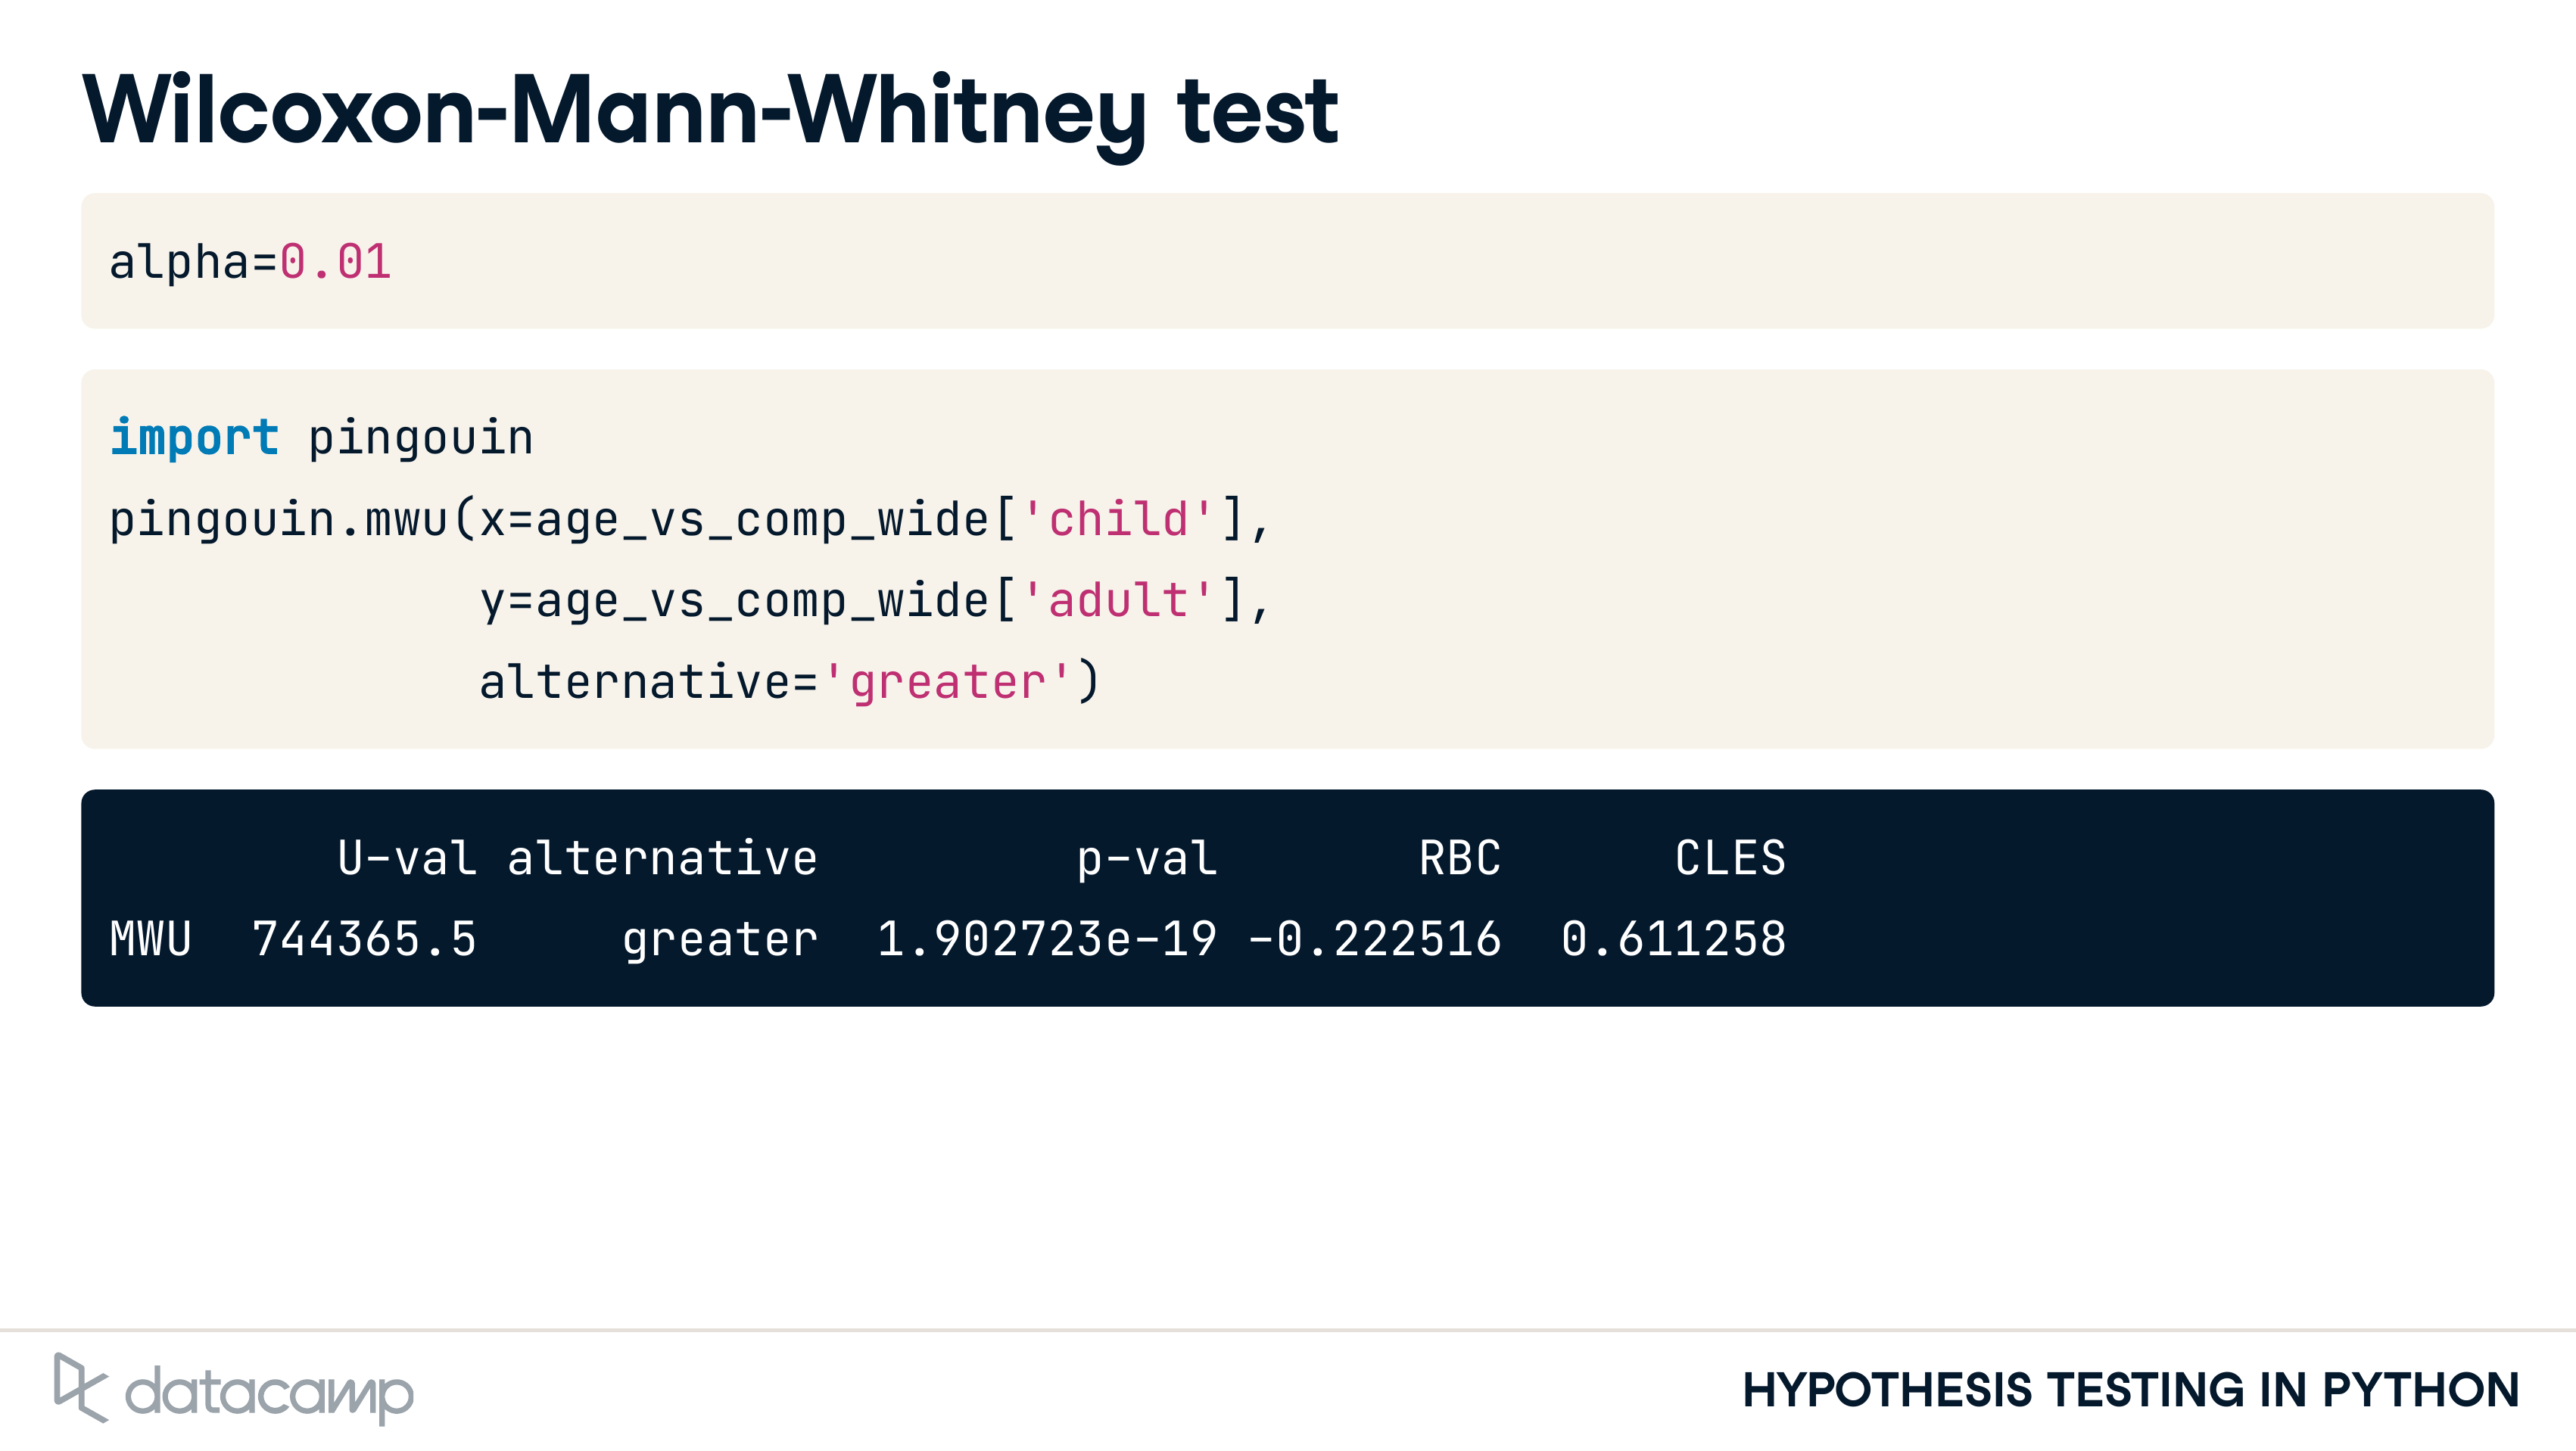 Wilcoxon-Mann-Whitney test
alpha=0.01
import pingouin
pingouin.mwu(x=age_vs_comp_wide['child'],
             y=age_vs_comp_wide['adult'],
             alternative='greater')
        U-val alternative         p-val       RBC      CLES
MWU  744365.5     greater  1.902723e-19 -0.222516  0.611258
datacamp
HYPOTHESIS TESTING IN PYTHON